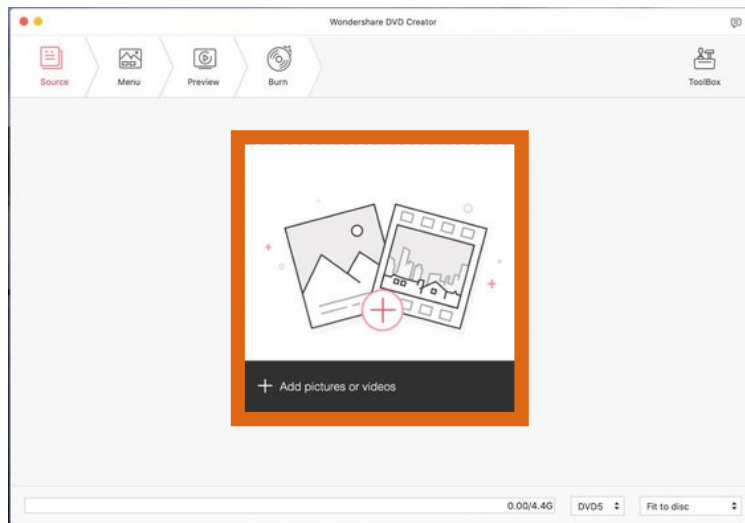 Wondershare DVD Creator
Source Menu Preview Burn ToolBox
+ Add pictures or videos
0.00/4.4G DVD5 Fit to disc